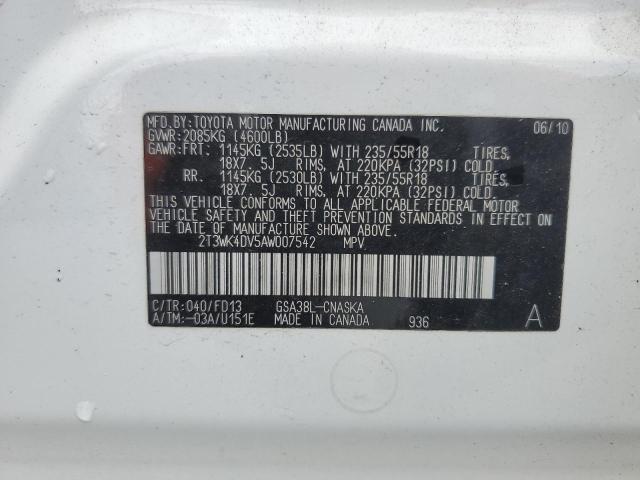 MFD.BY:TOYOTA MOTOR MANUFACTURING CANADA INC. 06/10
GVWR:2085KG (4600LB)
GAWR:FRT. 1145KG (2535LB) WITH 235/55R18 TIRES,
18X7. 5J RIMS, AT 220KPA (32PSI) COLD.
RR. 1145KG (2530LB) WITH 235/55R18 TIRES,
18X7. 5J RIMS, AT 220KPA (32PSI) COLD.
THIS VEHICLE CONFORMS TO ALL APPLICABLE FEDERAL MOTOR
VEHICLE SAFETY AND THEFT PREVENTION STANDARDS IN EFFECT ON
THE DATE OF MANUFACTURE SHOWN ABOVE.
2T3WK4DV5AW007542 MPV
C/TR:040/FD13 GSA38L-CNASKA
A/TM:-03A/U151E MADE IN CANADA 936 A